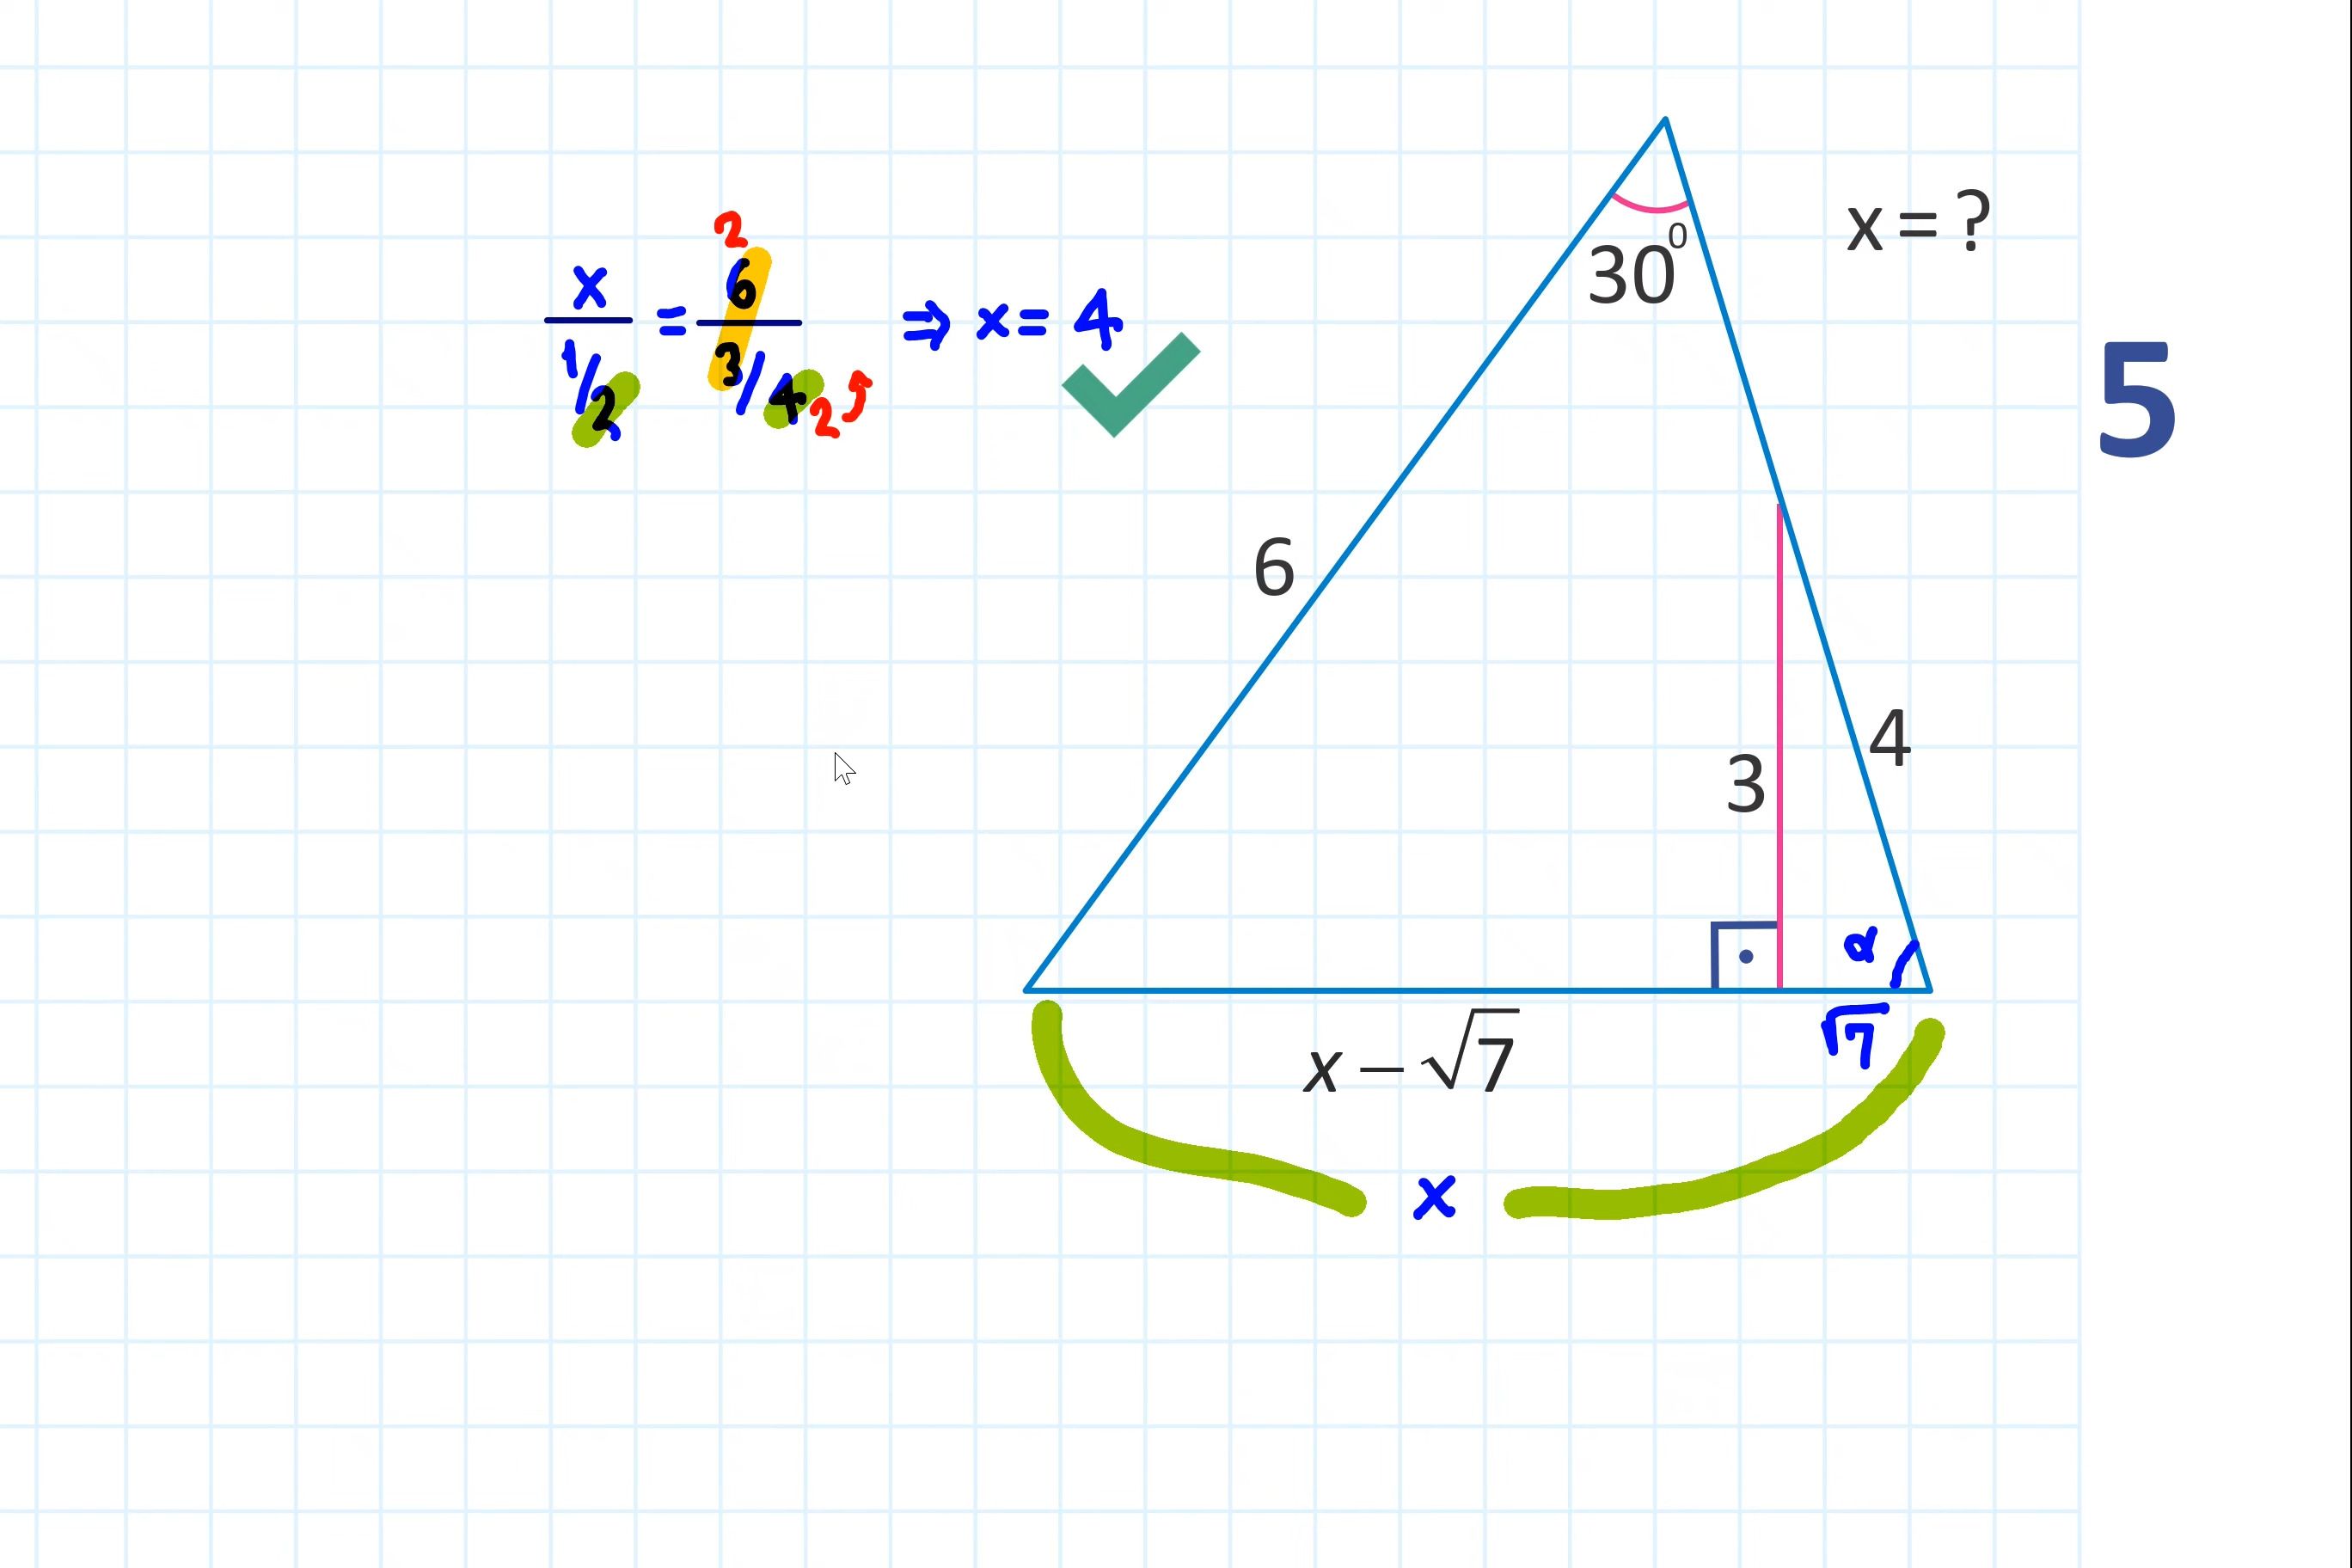 x = ?
30⁰
5
2
x/(1/2) = 6/(3/4) ⇒ x = 4
2 2
6
4
3
α
x − √7
√7
x